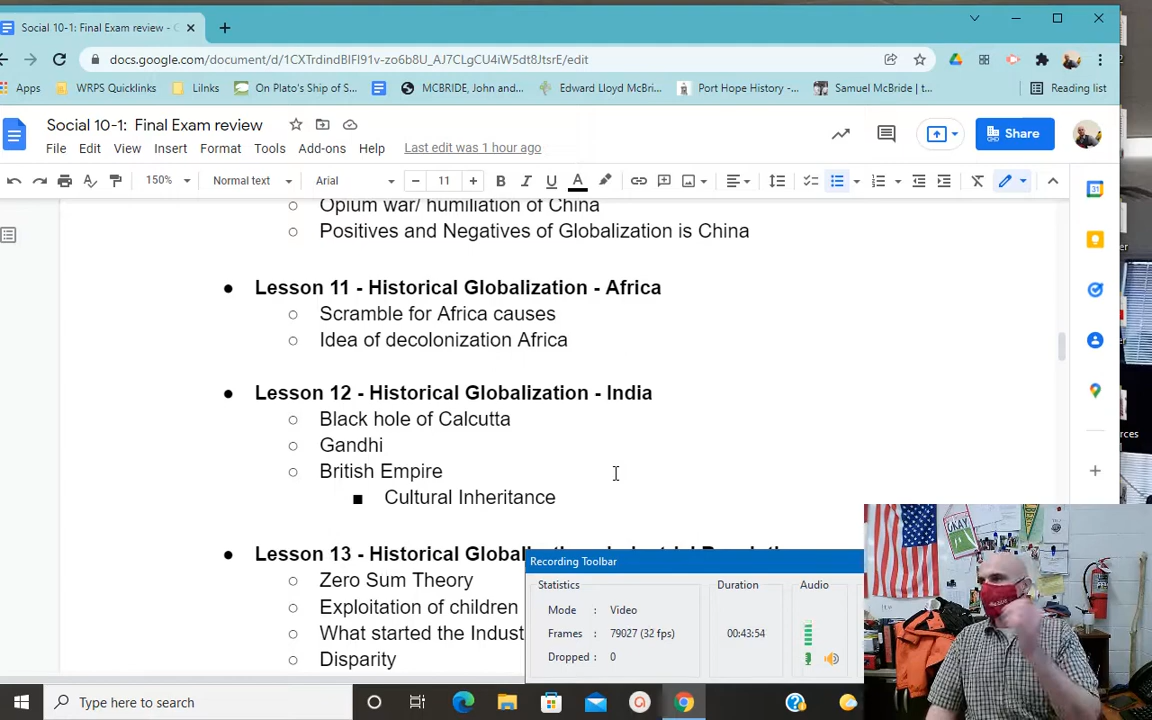 Social 10-1: Final Exam review -
docs.google.com/document/d/1CXTrdindBIFI91v-zo6b8U_AJ7CLgCU4iW5dt8JtsrE/edit
Apps WRPS Quicklinks LiInks On Plato's Ship of S... MCBRIDE, John and... Edward Lloyd McBri... Port Hope History -... Samuel McBride | t... Reading list
Social 10-1: Final Exam review
File Edit View Insert Format Tools Add-ons Help Last edit was 1 hour ago
Share
150% Normal text Arial 11
Opium war/ humiliation of China
Positives and Negatives of Globalization is China
Lesson 11 - Historical Globalization - Africa
Scramble for Africa causes
Idea of decolonization Africa
Lesson 12 - Historical Globalization - India
Black hole of Calcutta
Gandhi
British Empire
Cultural Inheritance
Lesson 13 - Historical
Zero Sum Theory
Exploitation of children
What started the Indust
Disparity
Recording Toolbar
Statistics Duration Audio
Mode : Video
Frames : 79027 (32 fps) 00:43:54
Dropped : 0
OKAY
Type here to search